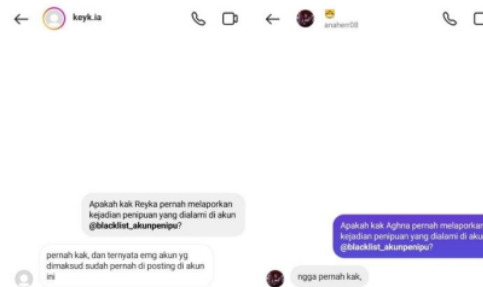 keyk.ia
Apakah kak Reyka pernah melaporkan
kejadian penipuan yang dialami di akun
@blacklist_akunpenipu?
pernah kak, dan ternyata emg akun yg
dimaksud sudah pernah di posting di akun
ini
anaherr08
Apakah kak Aghna pernah melaporkan
kejadian penipuan yang dialami di aku
@blacklist_akunpenipu?
ngga pernah kak,